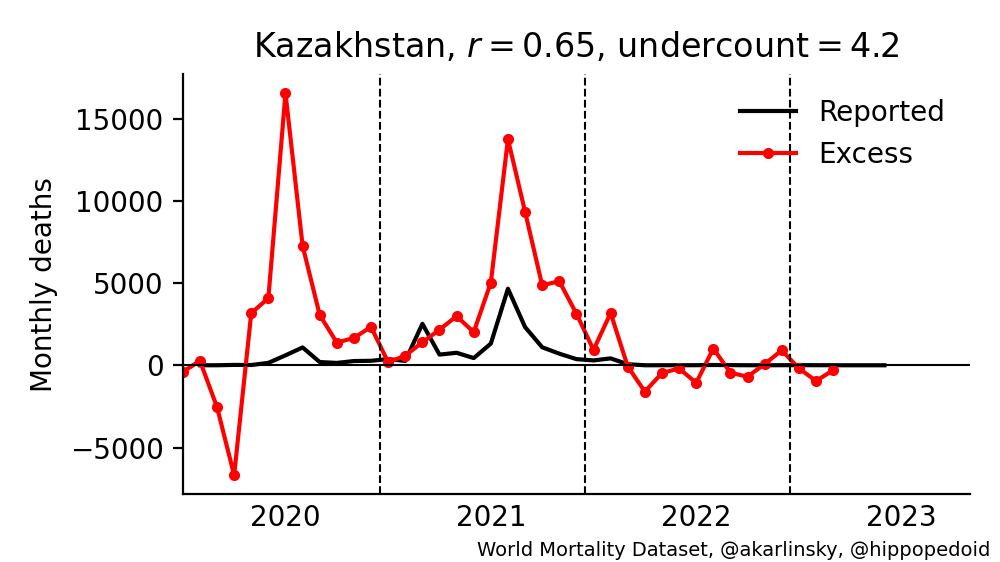 Kazakhstan, r = 0.65, undercount = 4.2
Monthly deaths
15000
10000
5000
0
−5000
Reported
Excess
2020 2021 2022 2023
World Mortality Dataset, @akarlinsky, @hippopedoid